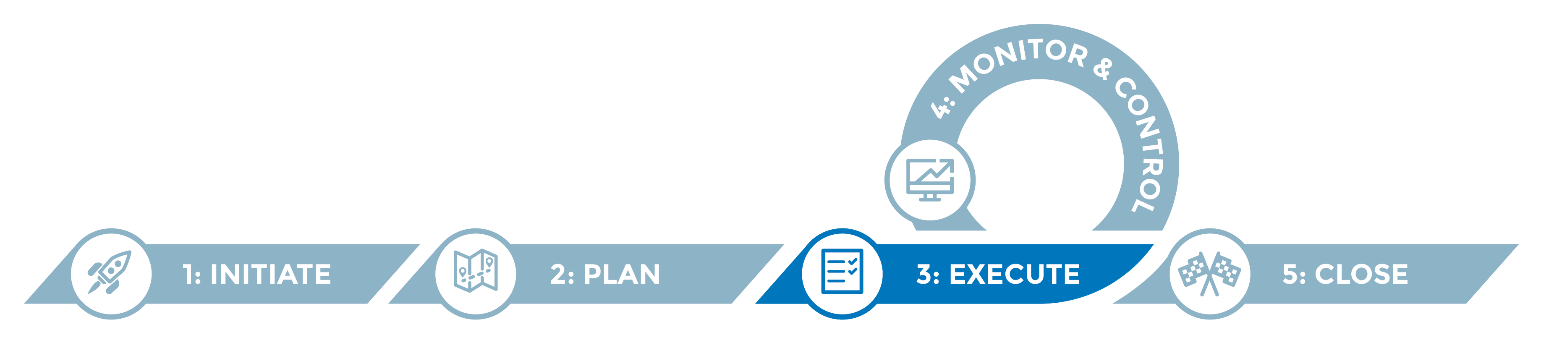 1: INITIATE
2: PLAN
3: EXECUTE
4: MONITOR & CONTROL
5: CLOSE